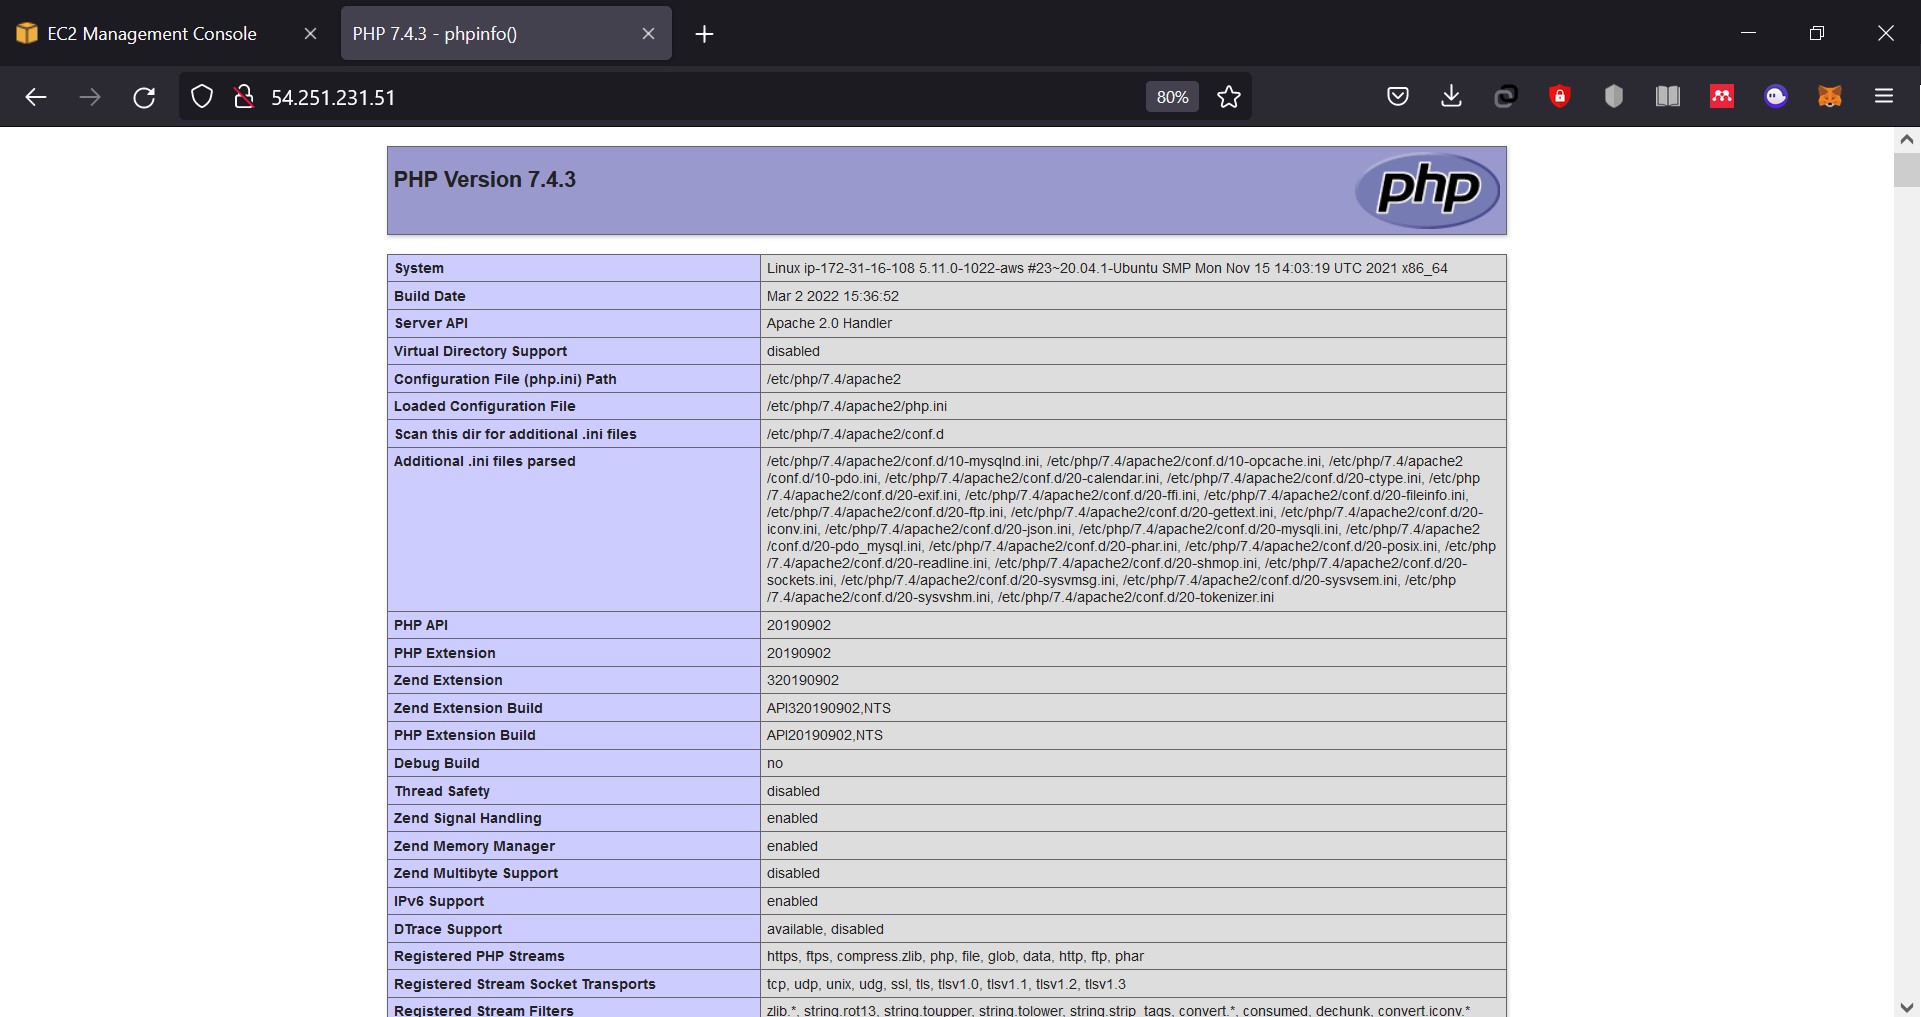 EC2 Management Console
PHP 7.4.3 - phpinfo()
54.251.231.51
80%
PHP Version 7.4.3
php
System Linux ip-172-31-16-108 5.11.0-1022-aws #23~20.04.1-Ubuntu SMP Mon Nov 15 14:03:19 UTC 2021 x86_64
Build Date Mar 2 2022 15:36:52
Server API Apache 2.0 Handler
Virtual Directory Support disabled
Configuration File (php.ini) Path /etc/php/7.4/apache2
Loaded Configuration File /etc/php/7.4/apache2/php.ini
Scan this dir for additional .ini files /etc/php/7.4/apache2/conf.d
Additional .ini files parsed /etc/php/7.4/apache2/conf.d/10-mysqlnd.ini, /etc/php/7.4/apache2/conf.d/10-opcache.ini, /etc/php/7.4/apache2
/conf.d/10-pdo.ini, /etc/php/7.4/apache2/conf.d/20-calendar.ini, /etc/php/7.4/apache2/conf.d/20-ctype.ini, /etc/php
/7.4/apache2/conf.d/20-exif.ini, /etc/php/7.4/apache2/conf.d/20-ffi.ini, /etc/php/7.4/apache2/conf.d/20-fileinfo.ini,
/etc/php/7.4/apache2/conf.d/20-ftp.ini, /etc/php/7.4/apache2/conf.d/20-gettext.ini, /etc/php/7.4/apache2/conf.d/20-
iconv.ini, /etc/php/7.4/apache2/conf.d/20-json.ini, /etc/php/7.4/apache2/conf.d/20-mysqli.ini, /etc/php/7.4/apache2
/conf.d/20-pdo_mysql.ini, /etc/php/7.4/apache2/conf.d/20-phar.ini, /etc/php/7.4/apache2/conf.d/20-posix.ini, /etc/php
/7.4/apache2/conf.d/20-readline.ini, /etc/php/7.4/apache2/conf.d/20-shmop.ini, /etc/php/7.4/apache2/conf.d/20-
sockets.ini, /etc/php/7.4/apache2/conf.d/20-sysvmsg.ini, /etc/php/7.4/apache2/conf.d/20-sysvsem.ini, /etc/php
/7.4/apache2/conf.d/20-sysvshm.ini, /etc/php/7.4/apache2/conf.d/20-tokenizer.ini
PHP API 20190902
PHP Extension 20190902
Zend Extension 320190902
Zend Extension Build API320190902,NTS
PHP Extension Build API20190902,NTS
Debug Build no
Thread Safety disabled
Zend Signal Handling enabled
Zend Memory Manager enabled
Zend Multibyte Support disabled
IPv6 Support enabled
DTrace Support available, disabled
Registered PHP Streams https, ftps, compress.zlib, php, file, glob, data, http, ftp, phar
Registered Stream Socket Transports tcp, udp, unix, udg, ssl, tls, tlsv1.0, tlsv1.1, tlsv1.2, tlsv1.3
Registered Stream Filters zlib.*, string.rot13, string.toupper, string.tolower, string.strip_tags, convert.*, consumed, dechunk, convert.iconv.*